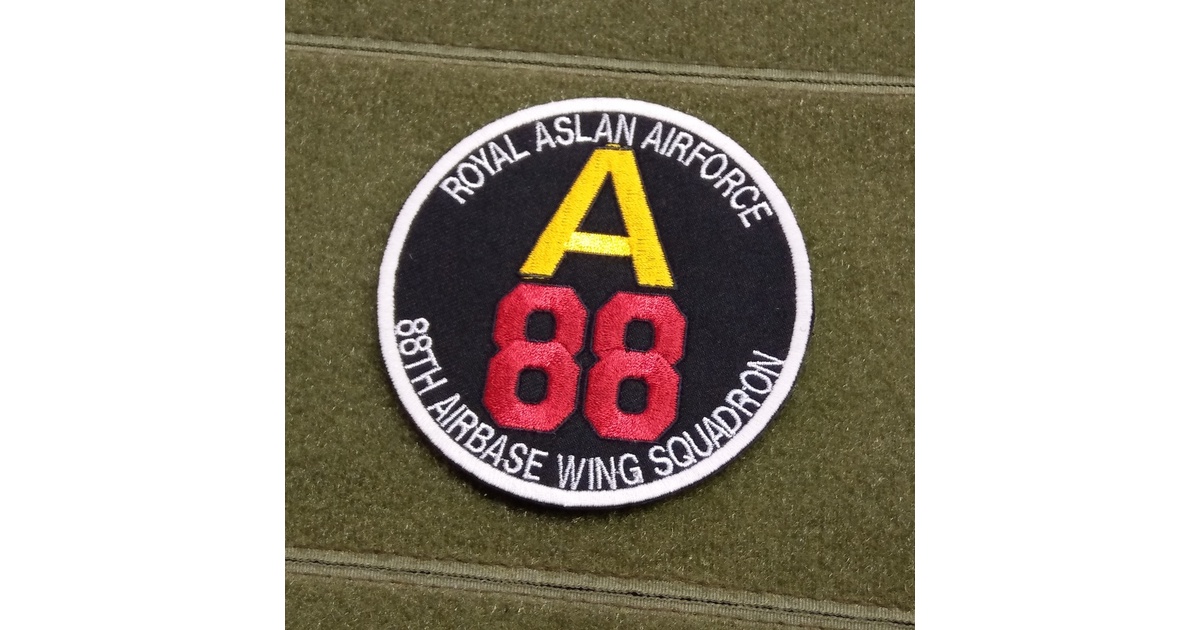 ROYAL ASLAN AIRFORCE
A
88
88TH AIRBASE WING SQUADRON